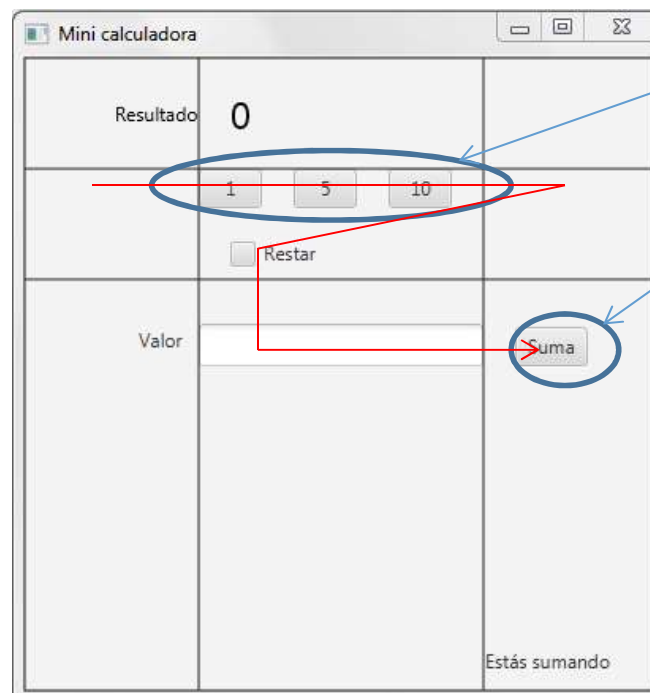 Mini calculadora
Resultado 0
1 5 10
Restar
Valor Suma
Estás sumando